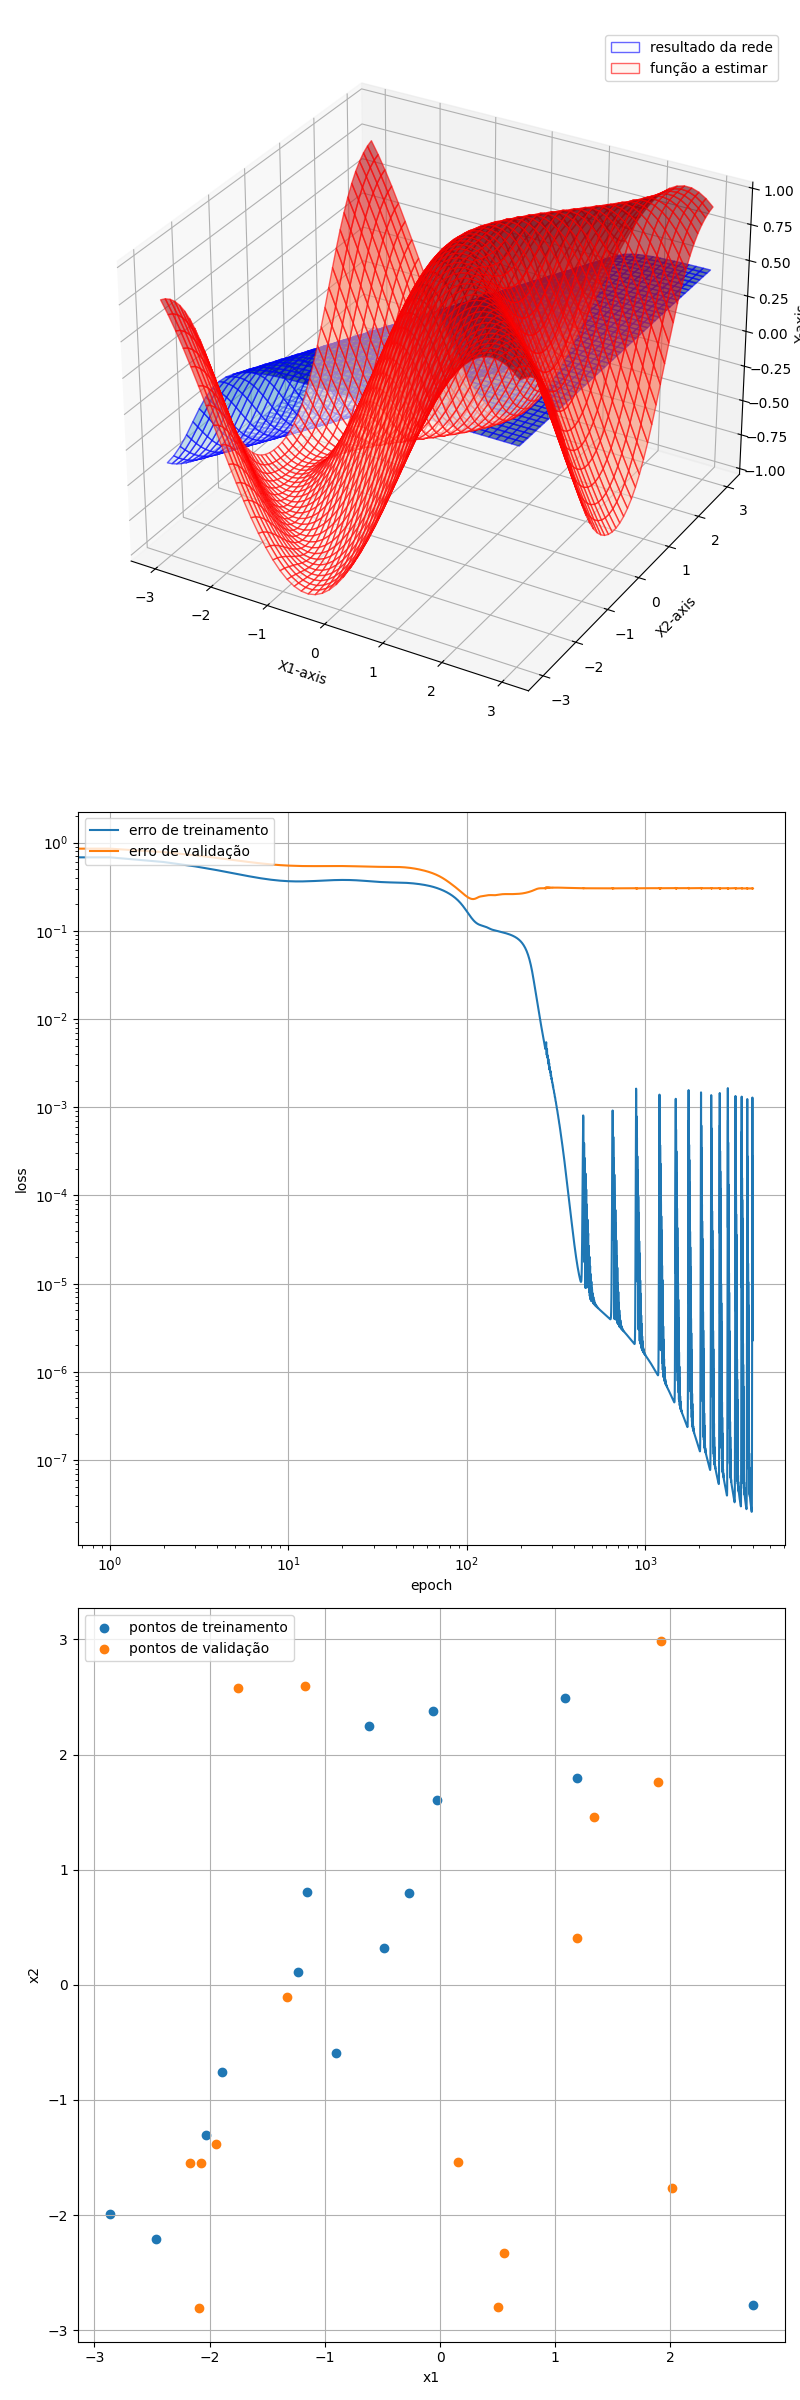 resultado da rede
função a estimar
1.00
0.75
0.50
0.25
0.00
−0.25
−0.50
−0.75
−1.00
3
2
1
0
−1
−2
−3
X2-axis
−3
−2
−1
0
1
2
3
X1-axis
erro de treinamento
erro de validação
10⁰
10⁻¹
10⁻²
10⁻³
10⁻⁴
10⁻⁵
10⁻⁶
10⁻⁷
loss
10⁰ 10¹ 10² 10³
epoch
pontos de treinamento
pontos de validação
3
2
1
0
−1
−2
−3
x2
−3 −2 −1 0 1 2
x1